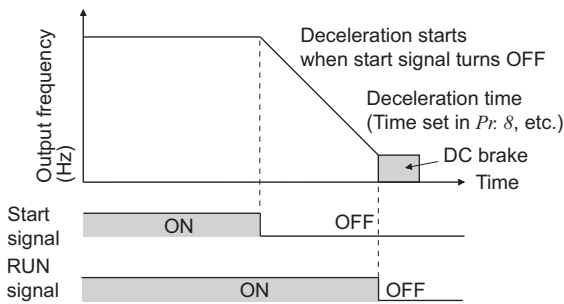 Output frequency
(Hz)
Deceleration starts
when start signal turns OFF
Deceleration time
(Time set in Pr. 8, etc.)
DC brake
Time
Start
signal
ON
OFF
RUN
signal
ON
OFF